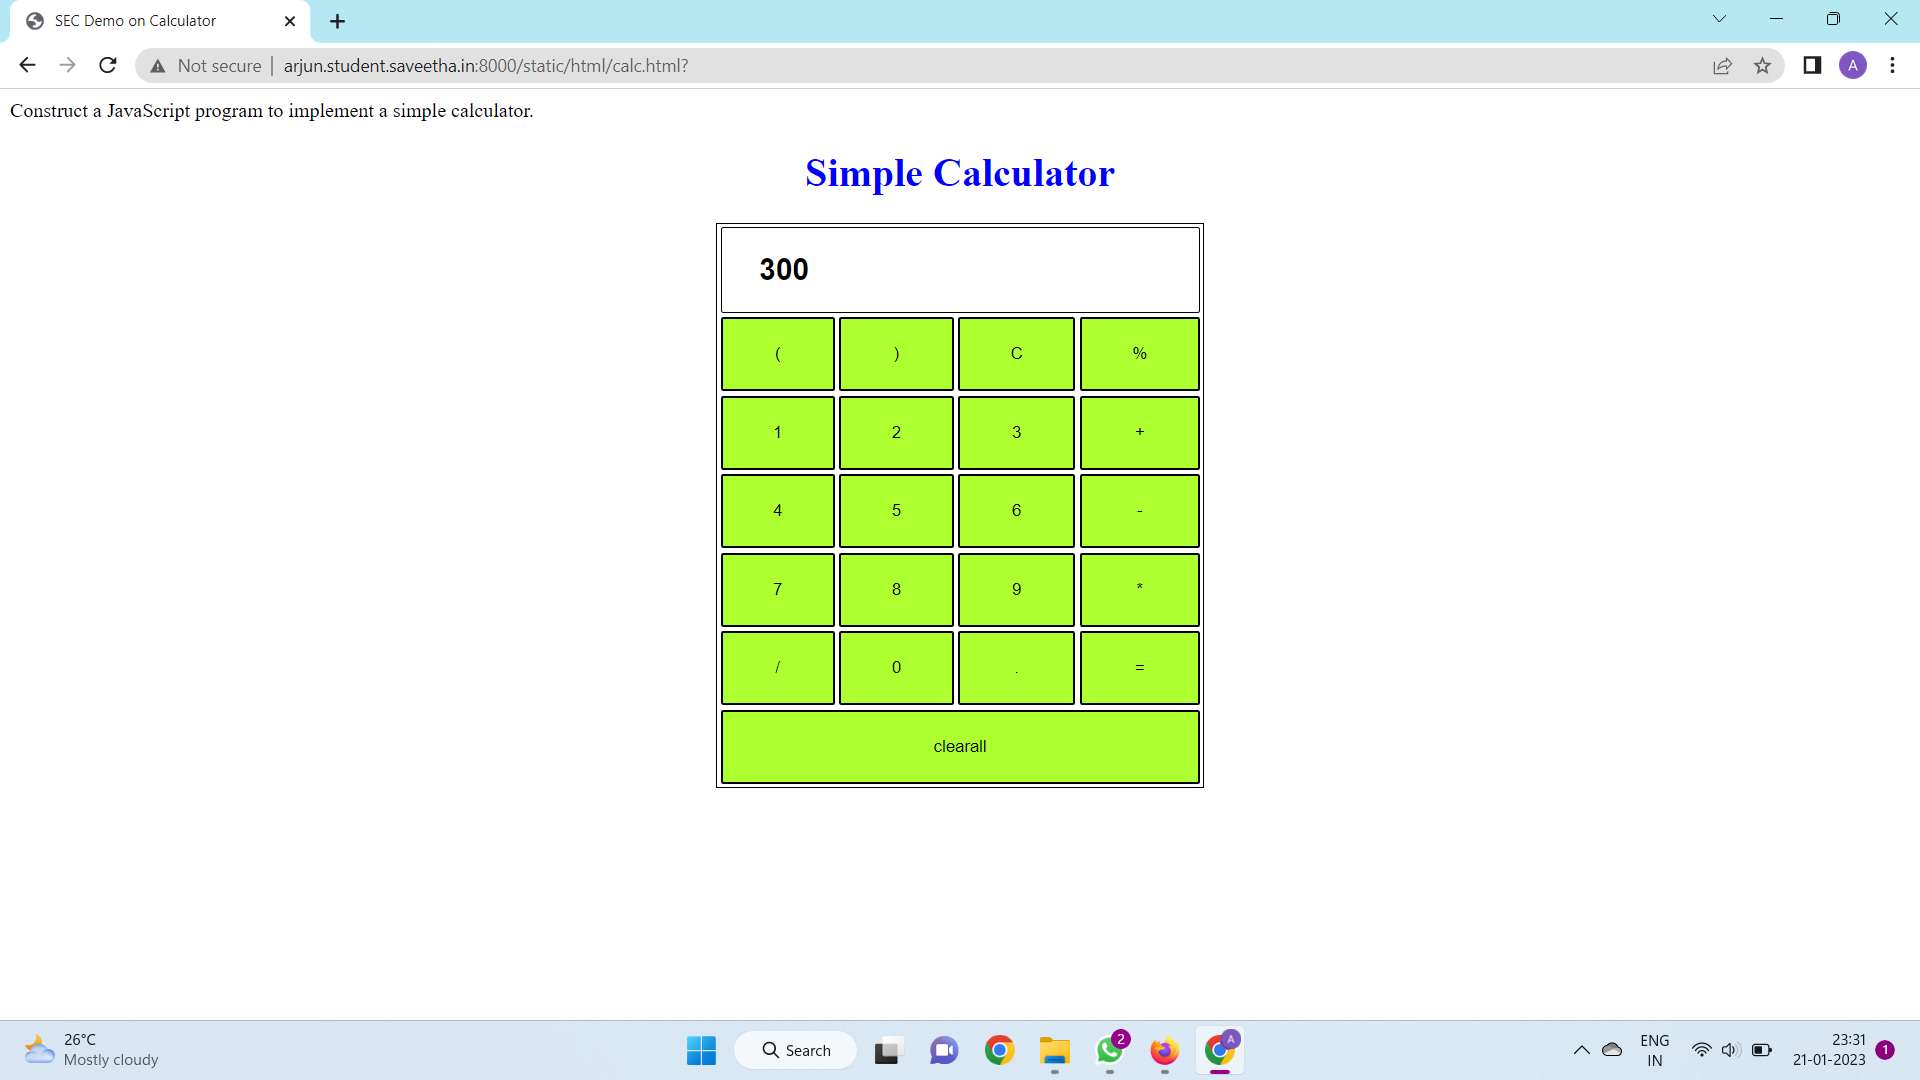 SEC Demo on Calculator
Not secure | arjun.student.saveetha.in:8000/static/html/calc.html?
A
Construct a JavaScript program to implement a simple calculator.
Simple Calculator
300
( ) C %
1 2 3 +
4 5 6 -
7 8 9 *
/ 0 . =
clearall
26°C
Mostly cloudy
Search
2
A
ENG
IN
23:31
21-01-2023
1